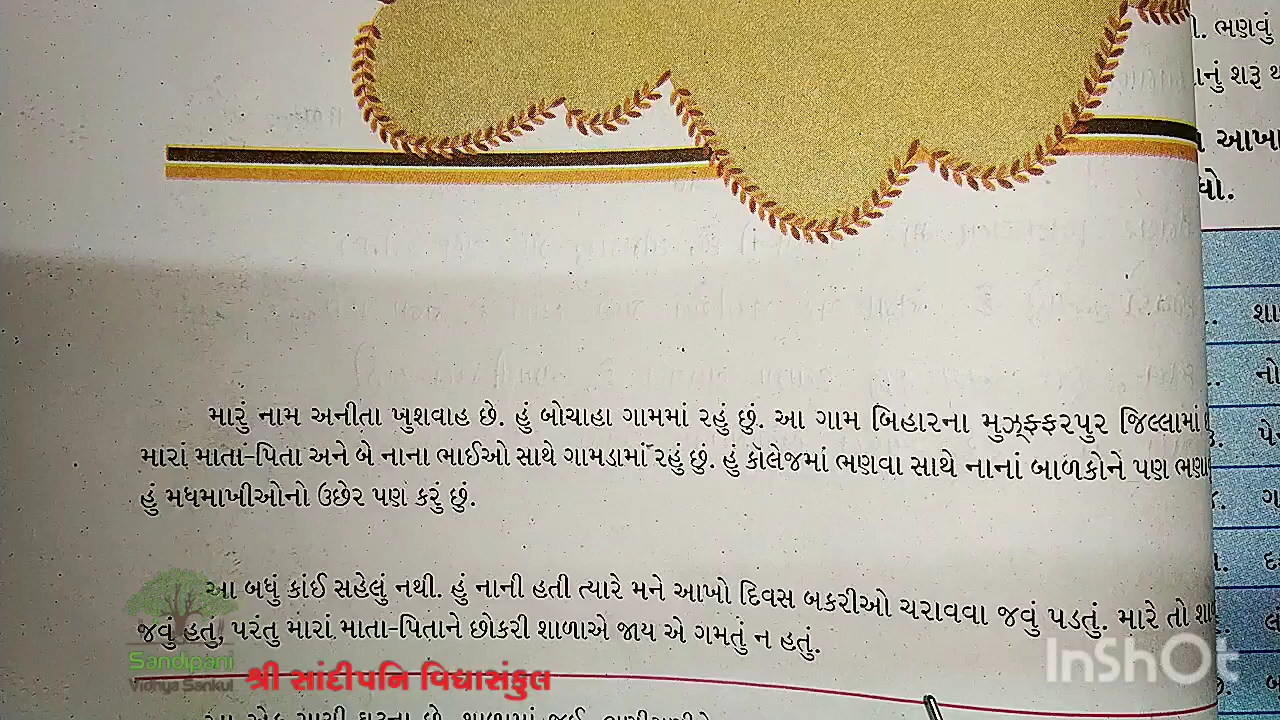 મારું નામ અનીતા ખુશવાહ છે. હું બોચાહા ગામમાં રહું છું. આ ગામ બિહારના મુઝ્ફ્ફરપુર જિલ્લામાં
મારાં માતા-પિતા અને બે નાના ભાઈઓ સાથે ગામડામાં રહું છું. હું કૉલેજમાં ભણવા સાથે નાનાં બાળકોને પણ
હું મધમાખીઓનો ઉછેર પણ કરું છું.
આ બધું કાંઈ સહેલું નથી. હું નાની હતી ત્યારે મને આખો દિવસ બકરીઓ ચરાવવા જવું પડતું. મારે તો
જવું હતું, પરંતુ મારાં માતા-પિતાને છોકરી શાળાએ જાય એ ગમતું ન હતું.
ભણવું
Sandipani
Vidhya Sankul
શ્રી સાંદીપનિ વિદ્યાસંકુલ
InShOt